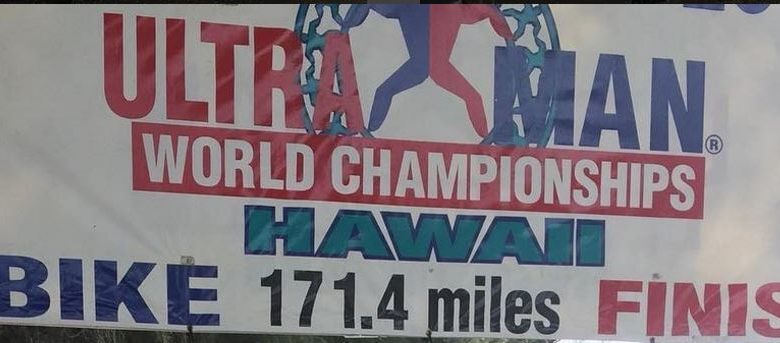 ULTRA MAN®
WORLD CHAMPIONSHIPS
HAWAII
BIKE 171.4 miles FINIS